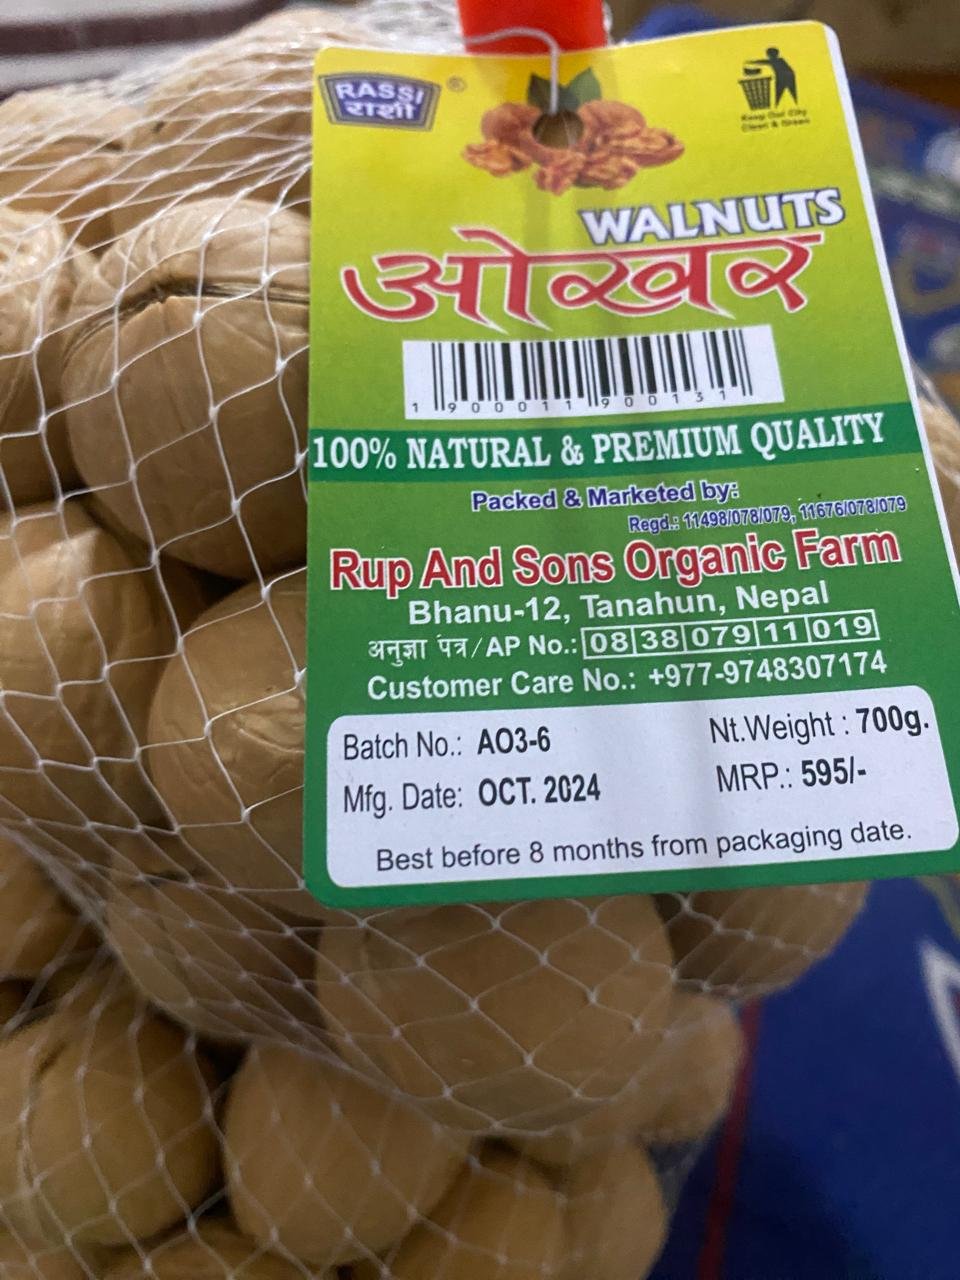 RASSI
राशी
®
Keep Our City
Clean & Green
WALNUTS
ओखर
1 900011 900131
100% NATURAL & PREMIUM QUALITY
Packed & Marketed by:
Regd.: 11498/078/079, 11676/078/079
Rup And Sons Organic Farm
Bhanu-12, Tanahun, Nepal
अनुज्ञा पत्र/AP No.: 08 38 079 11 019
Customer Care No.: +977-9748307174
Batch No.: AO3-6
Nt.Weight : 700g.
Mfg. Date: OCT. 2024
MRP.: 595/-
Best before 8 months from packaging date.